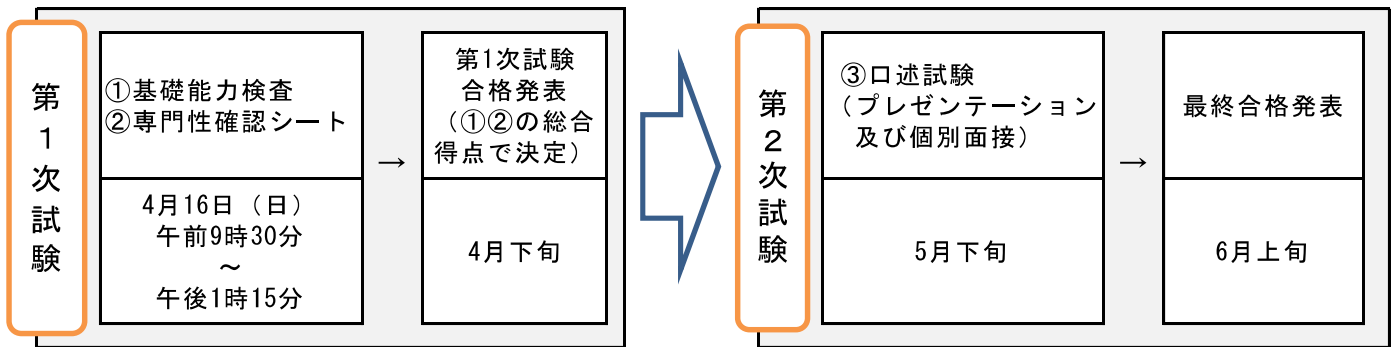 第1次試験
①基礎能力検査
②専門性確認シート
4月16日（日）
午前9時30分
～
午後1時15分
→
第1次試験
合格発表
（①②の総合
得点で決定）
4月下旬
第2次試験
③口述試験
（プレゼンテーション
及び個別面接）
5月下旬
→
最終合格発表
6月上旬